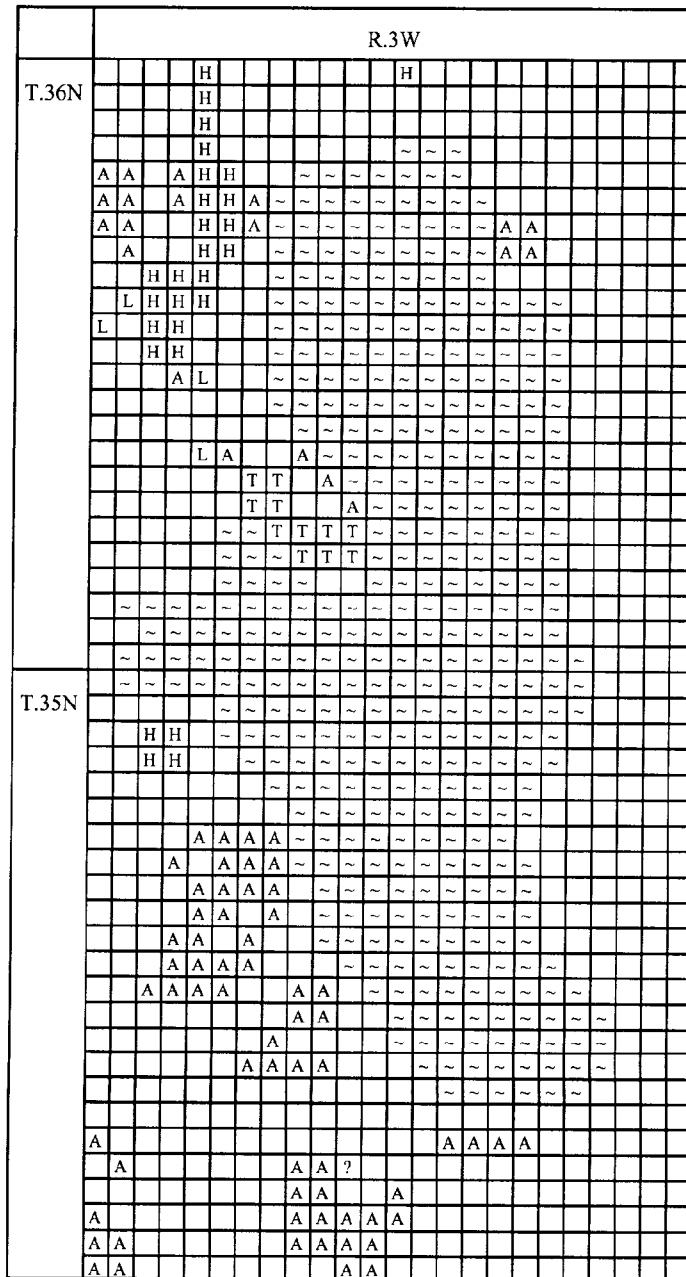 R.3W
T.36N H H
H
H
H ~ ~ ~
A A A H H ~ ~ ~ ~ ~ ~ ~
A A A H H A ~ ~ ~ ~ ~ ~ ~ ~ ~
A A H H A ~ ~ ~ ~ ~ ~ ~ ~ ~ A A
A H H ~ ~ ~ ~ ~ ~ ~ ~ ~ A A
H H H ~ ~ ~ ~ ~ ~ ~ ~ ~
L H H H ~ ~ ~ ~ ~ ~ ~ ~ ~ ~ ~ ~
L H H ~ ~ ~ ~ ~ ~ ~ ~ ~ ~ ~ ~
H H ~ ~ ~ ~ ~ ~ ~ ~ ~ ~ ~ ~
A L ~ ~ ~ ~ ~ ~ ~ ~ ~ ~ ~ ~
~ ~ ~ ~ ~ ~ ~ ~ ~ ~ ~ ~
~ ~ ~ ~ ~ ~ ~ ~ ~ ~ ~
L A A ~ ~ ~ ~ ~ ~ ~ ~ ~ ~
T T A ~ ~ ~ ~ ~ ~ ~ ~ ~
T T A ~ ~ ~ ~ ~ ~ ~ ~
~ ~ T T T T ~ ~ ~ ~ ~ ~ ~ ~
~ ~ ~ T T T ~ ~ ~ ~ ~ ~ ~ ~
~ ~ ~ ~ ~ ~ ~ ~ ~ ~ ~ ~
~ ~ ~ ~ ~ ~ ~ ~ ~ ~ ~ ~ ~ ~ ~ ~ ~ ~
~ ~ ~ ~ ~ ~ ~ ~ ~ ~ ~ ~ ~ ~ ~ ~ ~
~ ~ ~ ~ ~ ~ ~ ~ ~ ~ ~ ~ ~ ~ ~ ~ ~ ~ ~
T.35N ~ ~ ~ ~ ~ ~ ~ ~ ~ ~ ~ ~ ~ ~ ~ ~ ~ ~ ~
~ ~ ~ ~ ~ ~ ~ ~ ~ ~ ~ ~ ~ ~ ~
H H ~ ~ ~ ~ ~ ~ ~ ~ ~ ~ ~ ~ ~ ~
H H ~ ~ ~ ~ ~ ~ ~ ~ ~ ~ ~ ~ ~
~ ~ ~ ~ ~ ~ ~ ~ ~ ~ ~
~ ~ ~ ~ ~ ~ ~ ~ ~ ~
A A A A ~ ~ ~ ~ ~ ~ ~ ~ ~
A A A A ~ ~ ~ ~ ~ ~ ~ ~ ~ ~
A A A A ~ ~ ~ ~ ~ ~ ~ ~ ~
A A A ~ ~ ~ ~ ~ ~ ~ ~ ~
A A A ~ ~ ~ ~ ~ ~ ~ ~ ~
A A A A ~ ~ ~ ~ ~ ~ ~ ~ ~
A A A A A A ~ ~ ~ ~ ~ ~ ~ ~ ~
A A ~ ~ ~ ~ ~ ~ ~ ~ ~
A ~ ~ ~ ~ ~ ~ ~ ~ ~
A A A A ~ ~ ~ ~ ~ ~ ~ ~
~ ~ ~ ~ ~ ~
A A A A A
A A A ?
A A A
A A A A A A
A A A A A A
A A A A